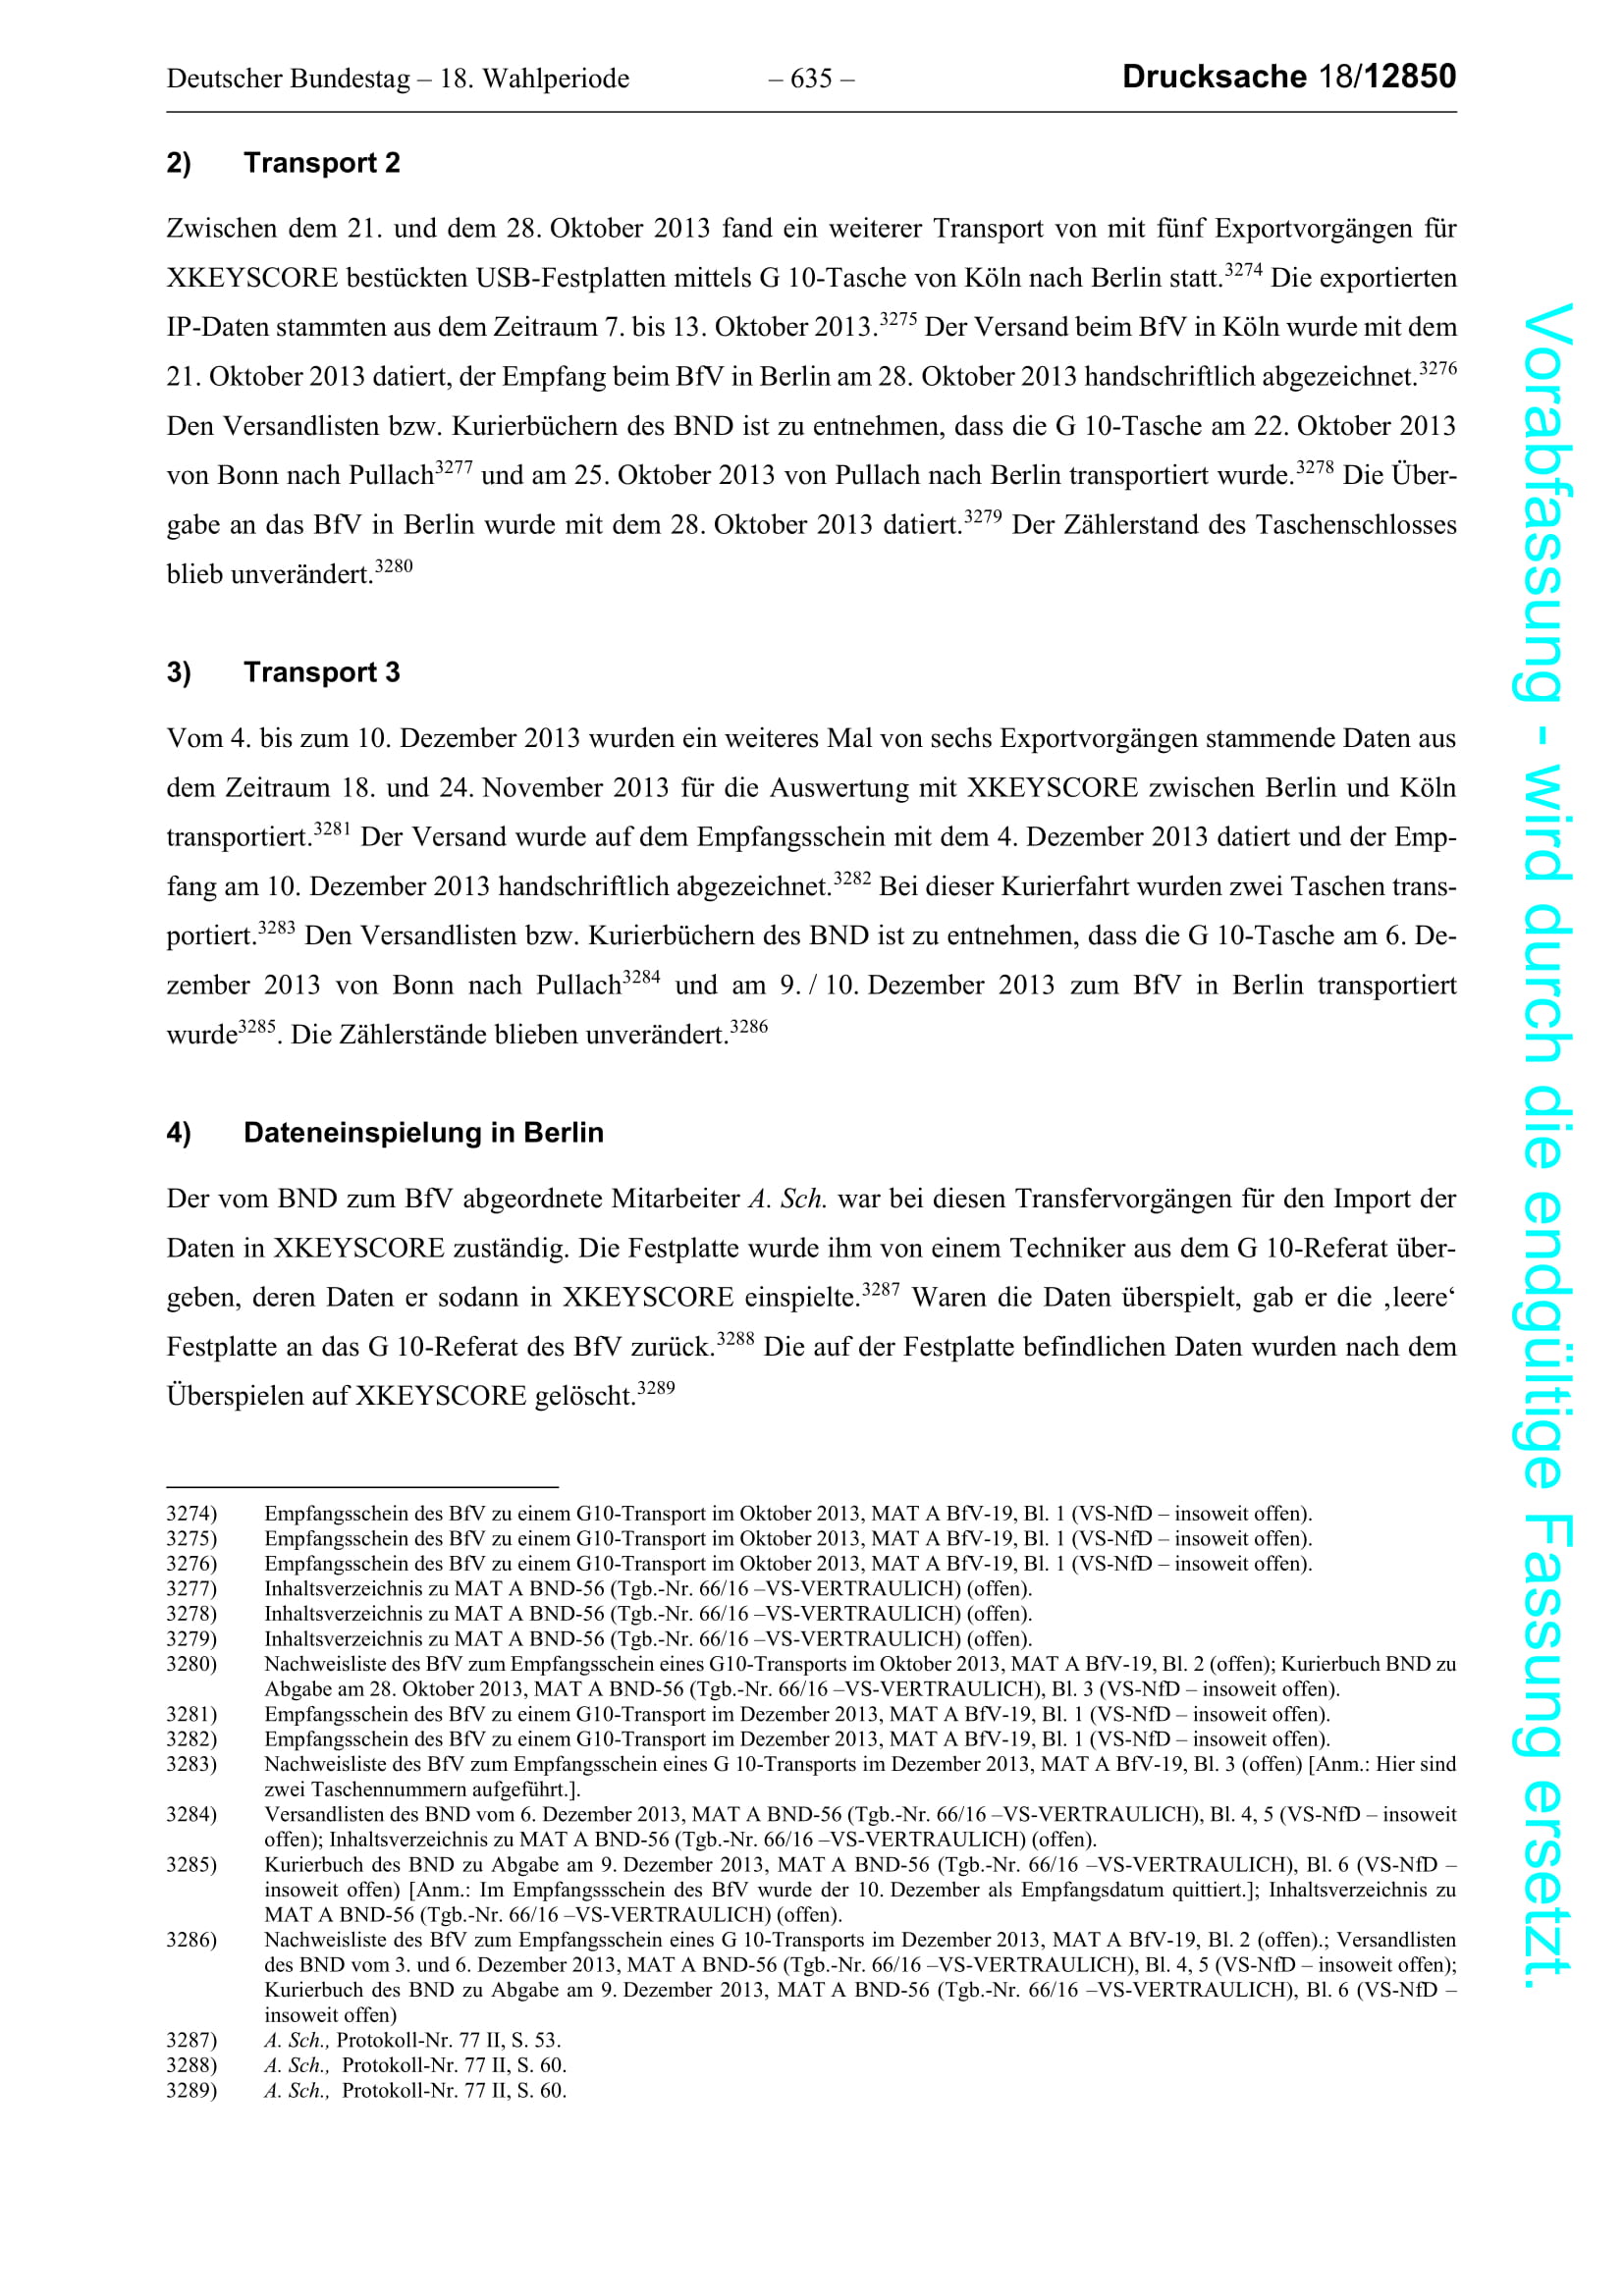 Deutscher Bundestag – 18. Wahlperiode – 635 – Drucksache 18/12850
2) Transport 2
Zwischen dem 21. und dem 28. Oktober 2013 fand ein weiterer Transport von mit fünf Exportvorgängen für
XKEYSCORE bestückten USB-Festplatten mittels G 10-Tasche von Köln nach Berlin statt.3274 Die exportierten
IP-Daten stammten aus dem Zeitraum 7. bis 13. Oktober 2013.3275 Der Versand beim BfV in Köln wurde mit dem
21. Oktober 2013 datiert, der Empfang beim BfV in Berlin am 28. Oktober 2013 handschriftlich abgezeichnet.3276
Den Versandlisten bzw. Kurierbüchern des BND ist zu entnehmen, dass die G 10-Tasche am 22. Oktober 2013
von Bonn nach Pullach3277 und am 25. Oktober 2013 von Pullach nach Berlin transportiert wurde.3278 Die Über-
gabe an das BfV in Berlin wurde mit dem 28. Oktober 2013 datiert.3279 Der Zählerstand des Taschenschlosses
blieb unverändert.3280
3) Transport 3
Vom 4. bis zum 10. Dezember 2013 wurden ein weiteres Mal von sechs Exportvorgängen stammende Daten aus
dem Zeitraum 18. und 24. November 2013 für die Auswertung mit XKEYSCORE zwischen Berlin und Köln
transportiert.3281 Der Versand wurde auf dem Empfangsschein mit dem 4. Dezember 2013 datiert und der Emp-
fang am 10. Dezember 2013 handschriftlich abgezeichnet.3282 Bei dieser Kurierfahrt wurden zwei Taschen trans-
portiert.3283 Den Versandlisten bzw. Kurierbüchern des BND ist zu entnehmen, dass die G 10-Tasche am 6. De-
zember 2013 von Bonn nach Pullach3284 und am 9. / 10. Dezember 2013 zum BfV in Berlin transportiert
wurde3285. Die Zählerstände blieben unverändert.3286
4) Dateneinspielung in Berlin
Der vom BND zum BfV abgeordnete Mitarbeiter A. Sch. war bei diesen Transfervorgängen für den Import der
Daten in XKEYSCORE zuständig. Die Festplatte wurde ihm von einem Techniker aus dem G 10-Referat über-
geben, deren Daten er sodann in XKEYSCORE einspielte.3287 Waren die Daten überspielt, gab er die ‚leere‘
Festplatte an das G 10-Referat des BfV zurück.3288 Die auf der Festplatte befindlichen Daten wurden nach dem
Überspielen auf XKEYSCORE gelöscht.3289
3274) Empfangsschein des BfV zu einem G10-Transport im Oktober 2013, MAT A BfV-19, Bl. 1 (VS-NfD – insoweit offen).
3275) Empfangsschein des BfV zu einem G10-Transport im Oktober 2013, MAT A BfV-19, Bl. 1 (VS-NfD – insoweit offen).
3276) Empfangsschein des BfV zu einem G10-Transport im Oktober 2013, MAT A BfV-19, Bl. 1 (VS-NfD – insoweit offen).
3277) Inhaltsverzeichnis zu MAT A BND-56 (Tgb.-Nr. 66/16 –VS-VERTRAULICH) (offen).
3278) Inhaltsverzeichnis zu MAT A BND-56 (Tgb.-Nr. 66/16 –VS-VERTRAULICH) (offen).
3279) Inhaltsverzeichnis zu MAT A BND-56 (Tgb.-Nr. 66/16 –VS-VERTRAULICH) (offen).
3280) Nachweisliste des BfV zum Empfangsschein eines G10-Transports im Oktober 2013, MAT A BfV-19, Bl. 2 (offen); Kurierbuch BND zu
Abgabe am 28. Oktober 2013, MAT A BND-56 (Tgb.-Nr. 66/16 –VS-VERTRAULICH), Bl. 3 (VS-NfD – insoweit offen).
3281) Empfangsschein des BfV zu einem G10-Transport im Dezember 2013, MAT A BfV-19, Bl. 1 (VS-NfD – insoweit offen).
3282) Empfangsschein des BfV zu einem G10-Transport im Dezember 2013, MAT A BfV-19, Bl. 1 (VS-NfD – insoweit offen).
3283) Nachweisliste des BfV zum Empfangsschein eines G 10-Transports im Dezember 2013, MAT A BfV-19, Bl. 3 (offen) [Anm.: Hier sind
zwei Taschennummern aufgeführt.].
3284) Versandlisten des BND vom 6. Dezember 2013, MAT A BND-56 (Tgb.-Nr. 66/16 –VS-VERTRAULICH), Bl. 4, 5 (VS-NfD – insoweit
offen); Inhaltsverzeichnis zu MAT A BND-56 (Tgb.-Nr. 66/16 –VS-VERTRAULICH) (offen).
3285) Kurierbuch des BND zu Abgabe am 9. Dezember 2013, MAT A BND-56 (Tgb.-Nr. 66/16 –VS-VERTRAULICH), Bl. 6 (VS-NfD –
insoweit offen) [Anm.: Im Empfangssschein des BfV wurde der 10. Dezember als Empfangsdatum quittiert.]; Inhaltsverzeichnis zu
MAT A BND-56 (Tgb.-Nr. 66/16 –VS-VERTRAULICH) (offen).
3286) Nachweisliste des BfV zum Empfangsschein eines G 10-Transports im Dezember 2013, MAT A BfV-19, Bl. 2 (offen).; Versandlisten
des BND vom 3. und 6. Dezember 2013, MAT A BND-56 (Tgb.-Nr. 66/16 –VS-VERTRAULICH), Bl. 4, 5 (VS-NfD – insoweit offen);
Kurierbuch des BND zu Abgabe am 9. Dezember 2013, MAT A BND-56 (Tgb.-Nr. 66/16 –VS-VERTRAULICH), Bl. 6 (VS-NfD –
insoweit offen)
3287) A. Sch., Protokoll-Nr. 77 II, S. 53.
3288) A. Sch., Protokoll-Nr. 77 II, S. 60.
3289) A. Sch., Protokoll-Nr. 77 II, S. 60.
Vorabfassung - wird durch die endgültige Fassung ersetzt.